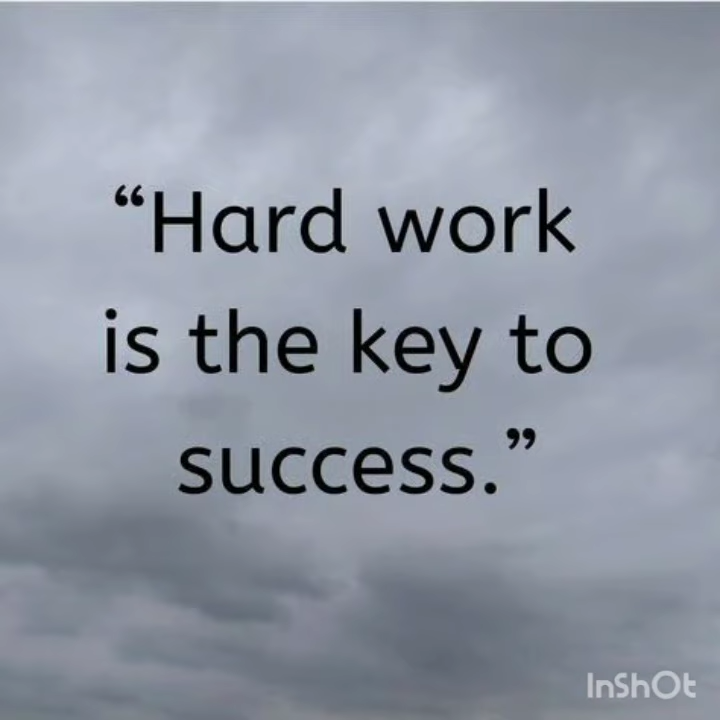 “Hard work
is the key to
success.”
InShOt